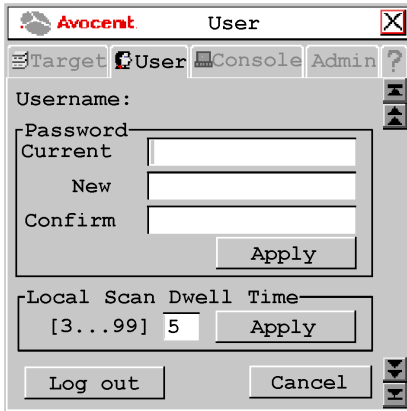 Avocent. User
Target User Console Admin ?
Username:
Password
Current
New
Confirm
Apply
Local Scan Dwell Time
[3...99] 5 Apply
Log out Cancel